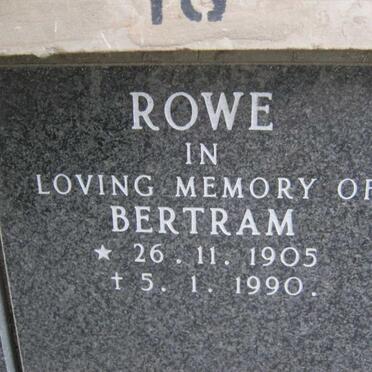 ROWE
IN
LOVING MEMORY OF
BERTRAM
★ 26 . 11 . 1905
† 5 . 1 . 1990 .